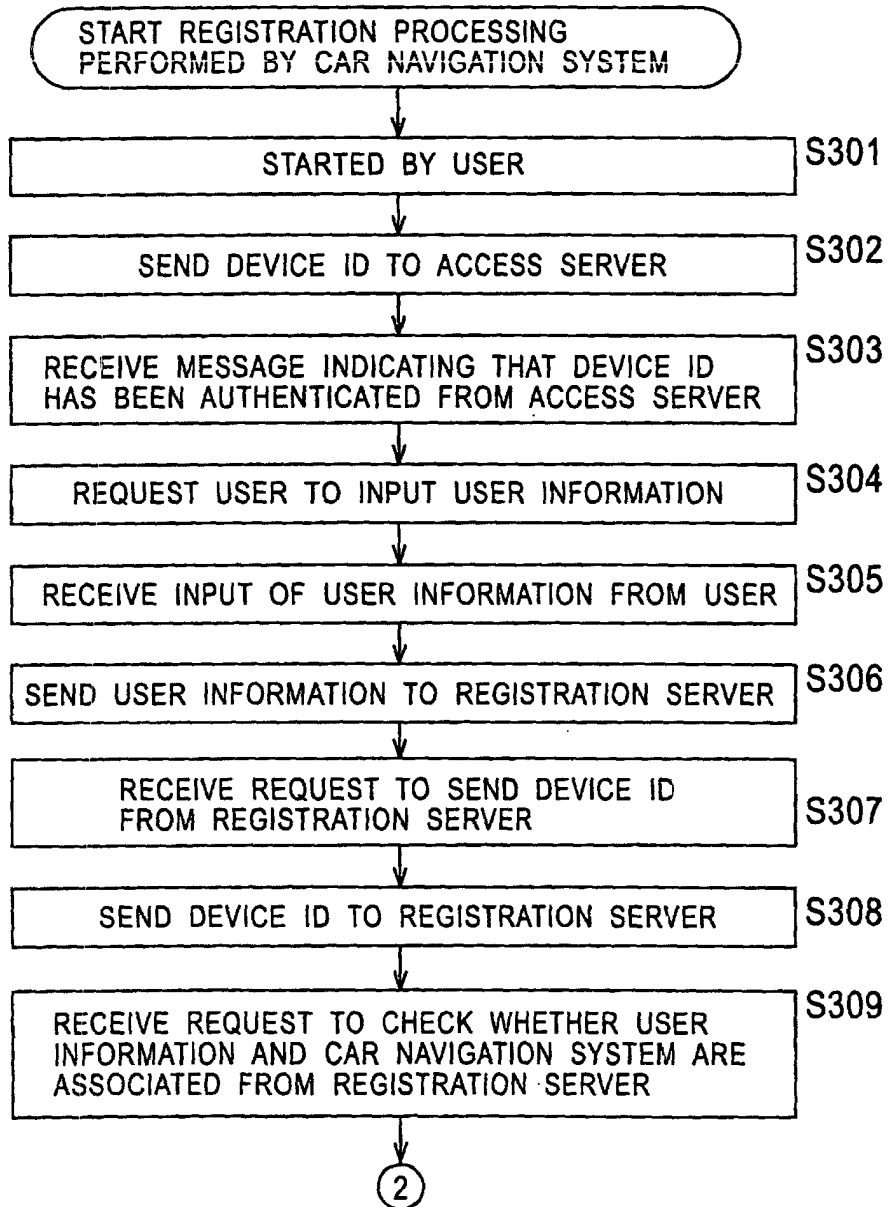 START REGISTRATION PROCESSING
PERFORMED BY CAR NAVIGATION SYSTEM
STARTED BY USER
S301
SEND DEVICE ID TO ACCESS SERVER
S302
RECEIVE MESSAGE INDICATING THAT DEVICE ID
HAS BEEN AUTHENTICATED FROM ACCESS SERVER
S303
REQUEST USER TO INPUT USER INFORMATION
S304
RECEIVE INPUT OF USER INFORMATION FROM USER
S305
SEND USER INFORMATION TO REGISTRATION SERVER
S306
RECEIVE REQUEST TO SEND DEVICE ID
FROM REGISTRATION SERVER
S307
SEND DEVICE ID TO REGISTRATION SERVER
S308
RECEIVE REQUEST TO CHECK WHETHER USER
INFORMATION AND CAR NAVIGATION SYSTEM ARE
ASSOCIATED FROM REGISTRATION SERVER
S309
2